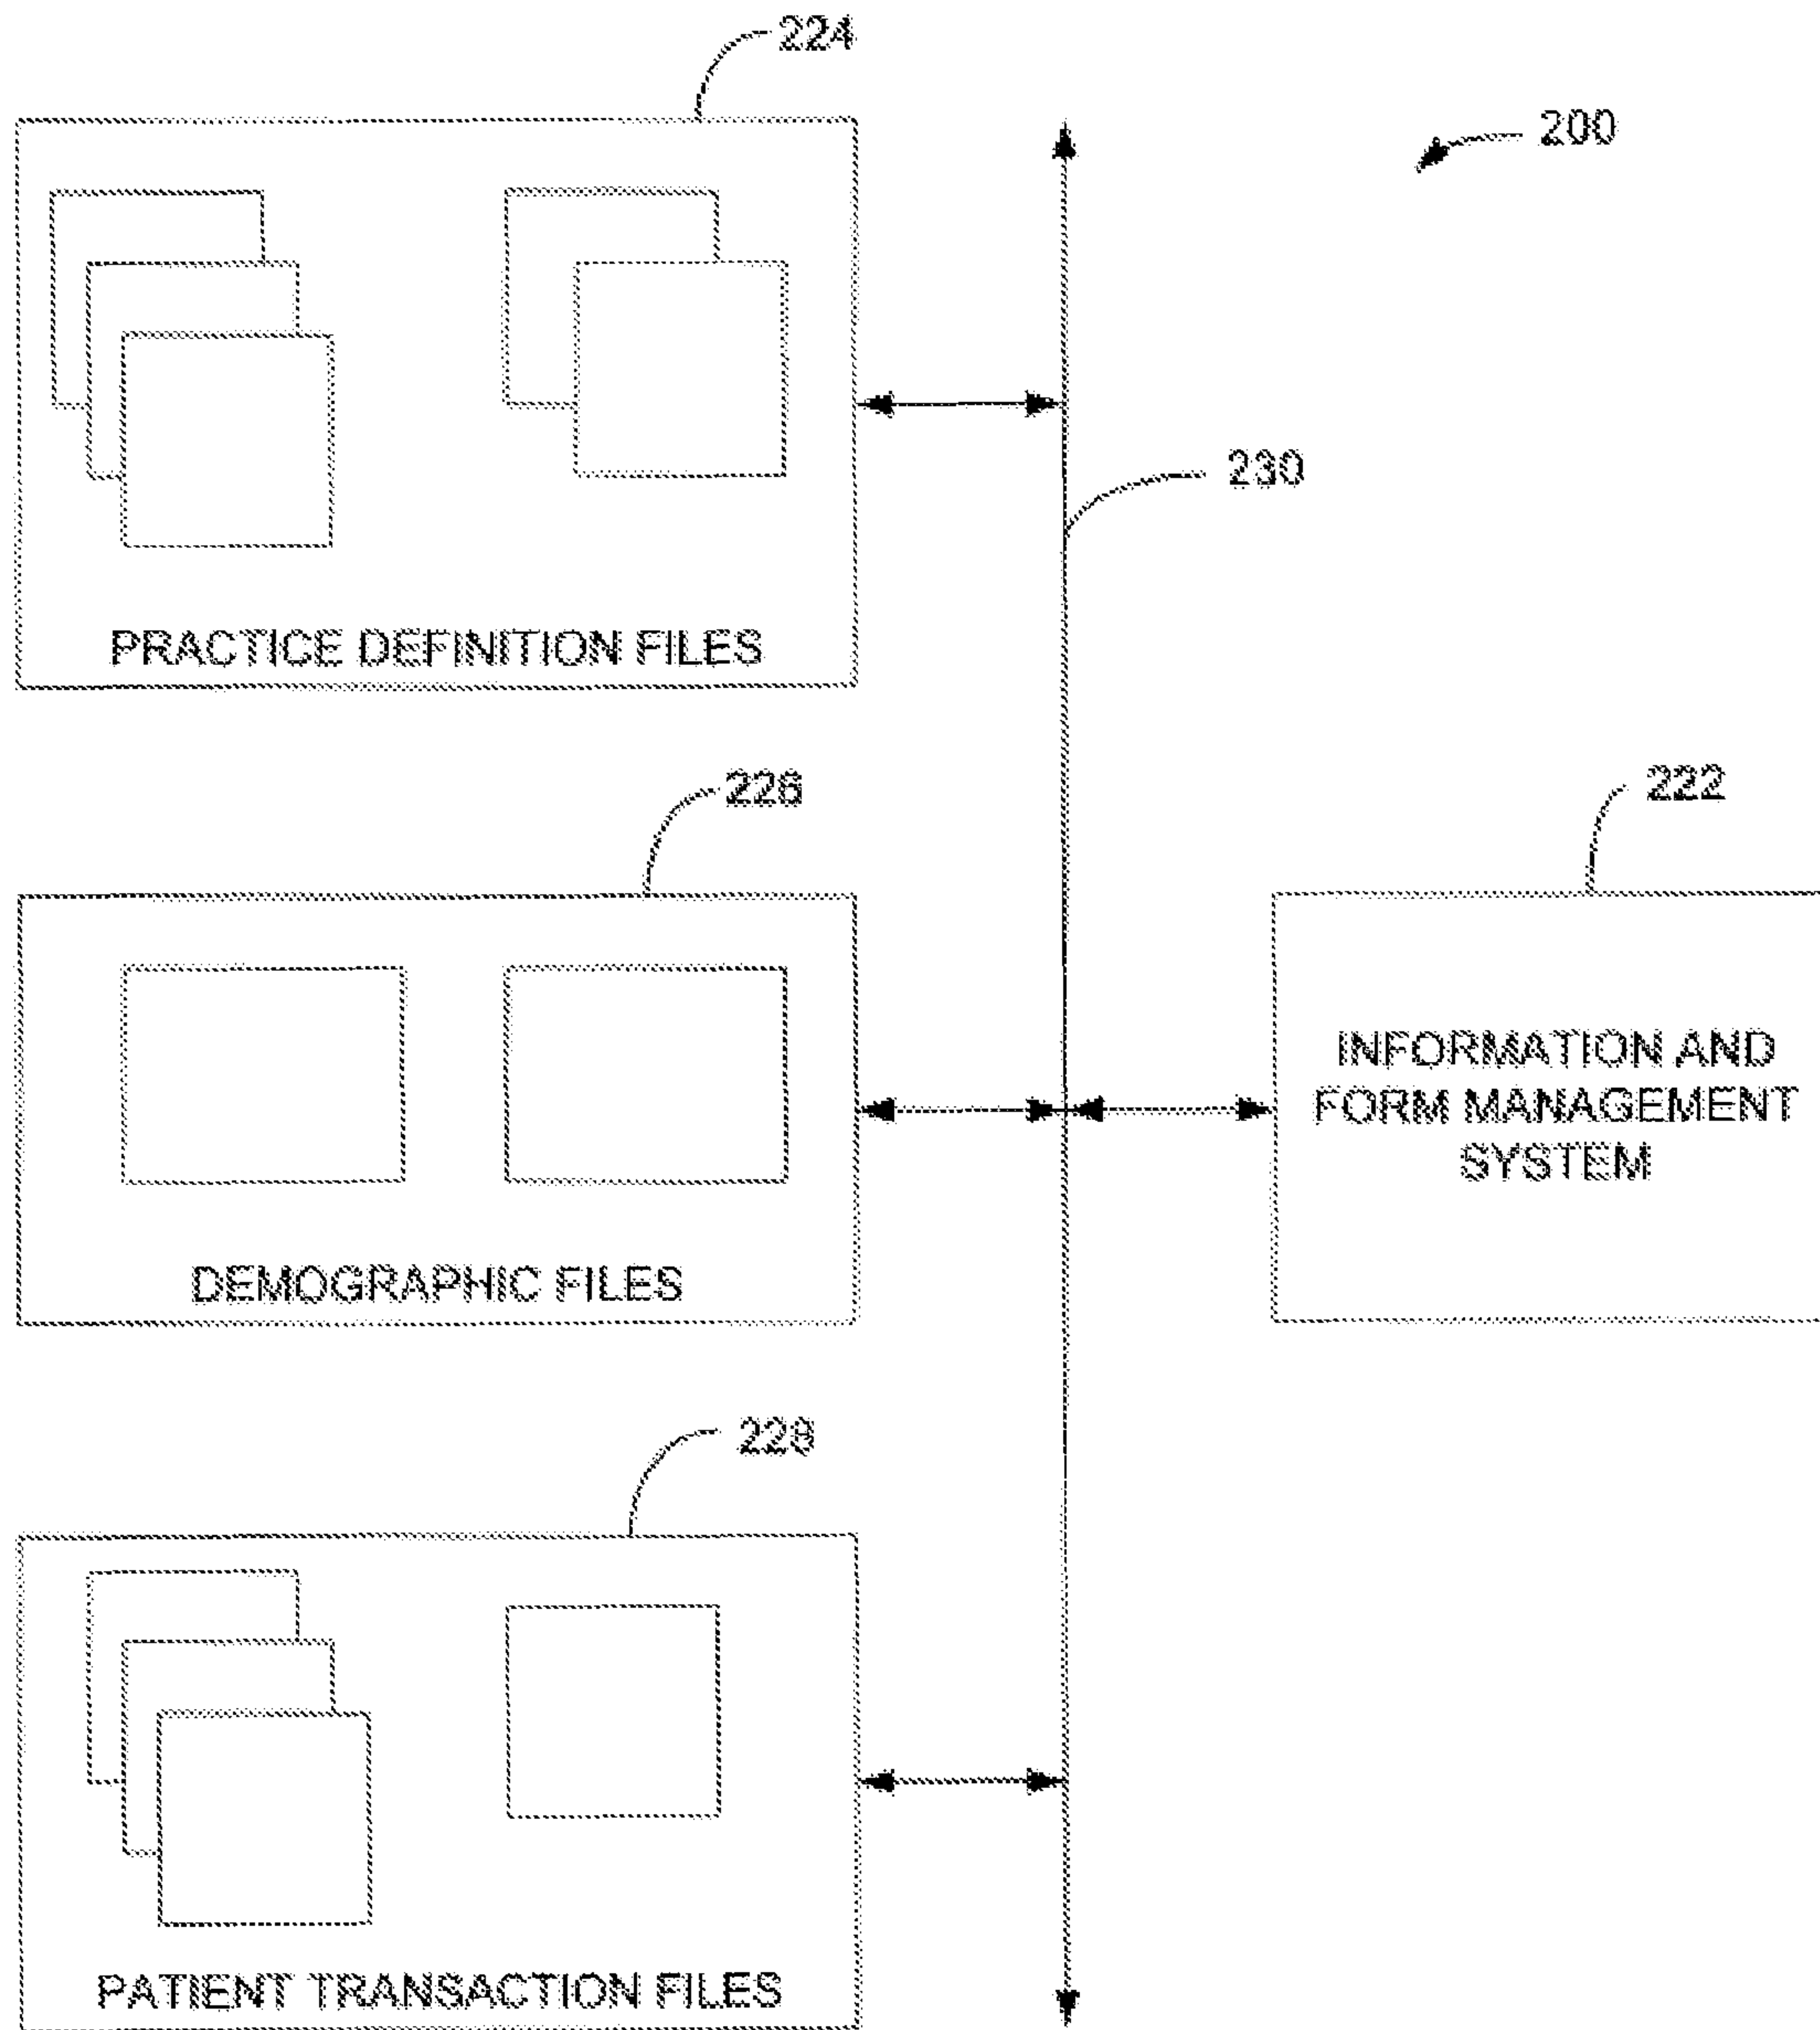 224
200
PRACTICE DEFINITION FILES
230
226
222
DEMOGRAPHIC FILES
INFORMATION AND
FORM MANAGEMENT
SYSTEM
228
PATIENT TRANSACTION FILES